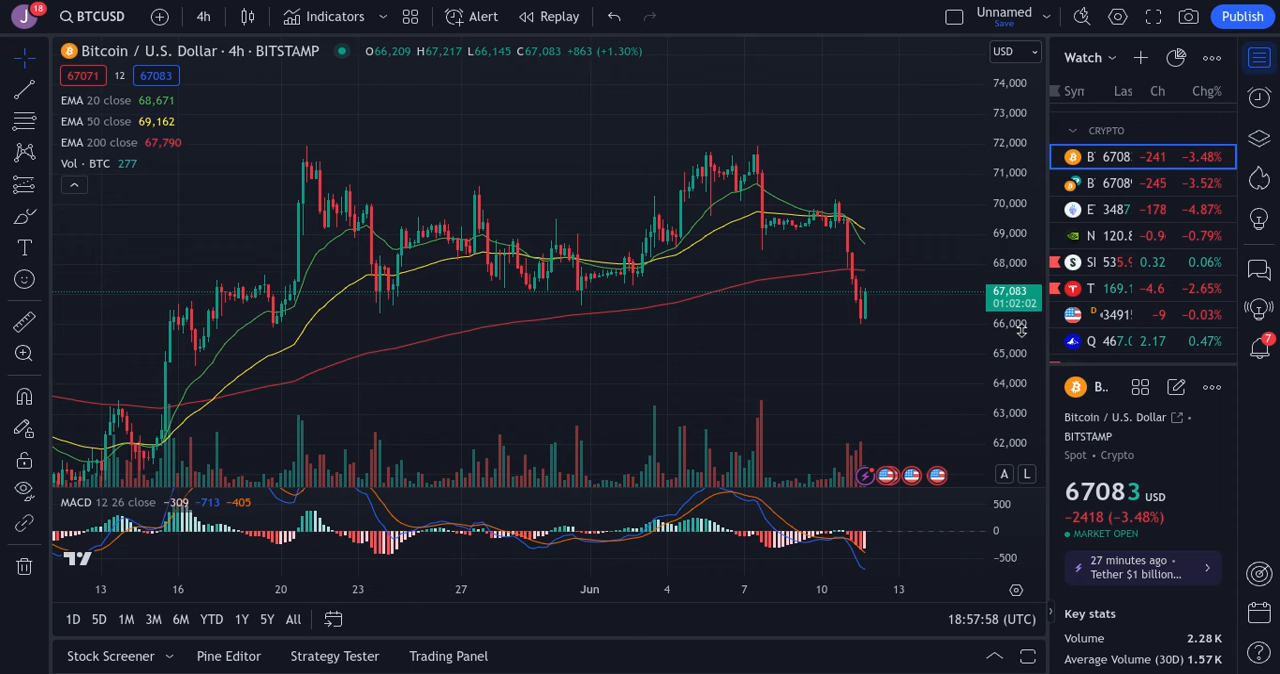 J 18 BTCUSD 4h Indicators Alert Replay Unnamed Publish
Save
Bitcoin / U.S. Dollar · 4h · BITSTAMP O66,209 H67,217 L66,145 C67,083 +863 (+1.30%) USD
67071 12 67083
EMA 20 close 68,671
EMA 50 close 69,162
EMA 200 close 67,790
Vol · BTC 277
74,000
73,000
72,000
71,000
70,000
69,000
68,000
67,083
01:02:02
66,000
65,000
64,000
63,000
62,000
A L
MACD 12 26 close −309 −713 −405
500
0
−500
13 16 20 23 27 Jun 4 7 10 13
1D 5D 1M 3M 6M YTD 1Y 5Y All 18:57:58 (UTC)
Stock Screener Pine Editor Strategy Tester Trading Panel
Watch
Syn Las Ch Chg%
CRYPTO
B 6708 −241 −3.48%
B 6708 −245 −3.52%
E 3487 −178 −4.87%
N 120.8 −0.9 −0.79%
SI 535.9 0.32 0.06%
T 169.1 −4.6 −2.65%
D 3491 −9 −0.03%
Q 467.0 2.17 0.47%
B..
Bitcoin / U.S. Dollar •
BITSTAMP
Spot • Crypto
67083 USD
−2418 (−3.48%)
MARKET OPEN
27 minutes ago •
Tether $1 billion...
Key stats
Volume 2.28K
Average Volume (30D) 1.57K
7